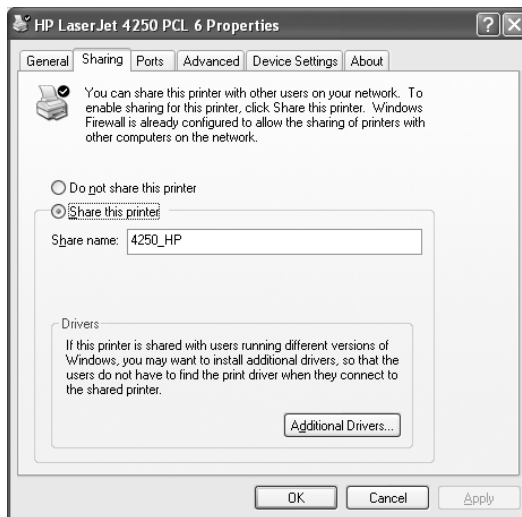 HP LaserJet 4250 PCL 6 Properties
General Sharing Ports Advanced Device Settings About
You can share this printer with other users on your network. To
enable sharing for this printer, click Share this printer. Windows
Firewall is already configured to allow the sharing of printers with
other computers on the network.
Do not share this printer
Share this printer
Share name: 4250_HP
Drivers
If this printer is shared with users running different versions of
Windows, you may want to install additional drivers, so that the
users do not have to find the print driver when they connect to
the shared printer.
Additional Drivers...
OK Cancel Apply